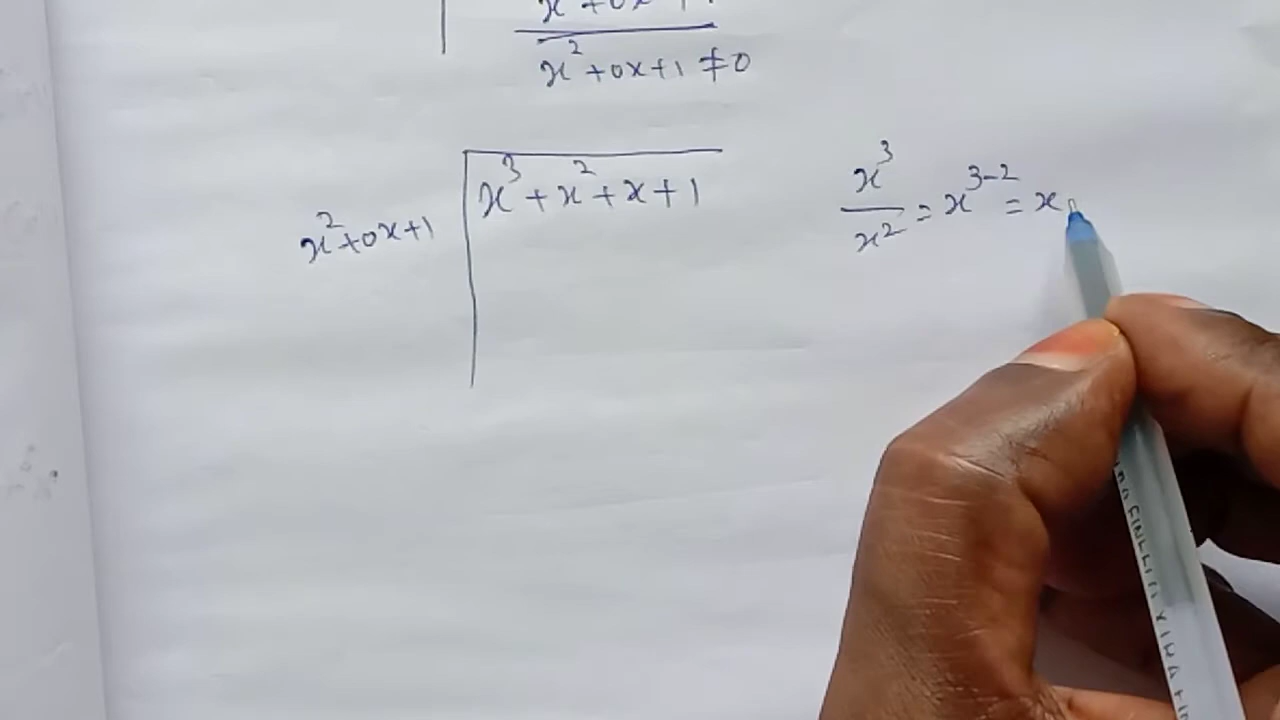 x² + 0x + 1 ≠ 0
x² + 0x + 1 | x³ + x² + x + 1
x³/x² = x³⁻² = x